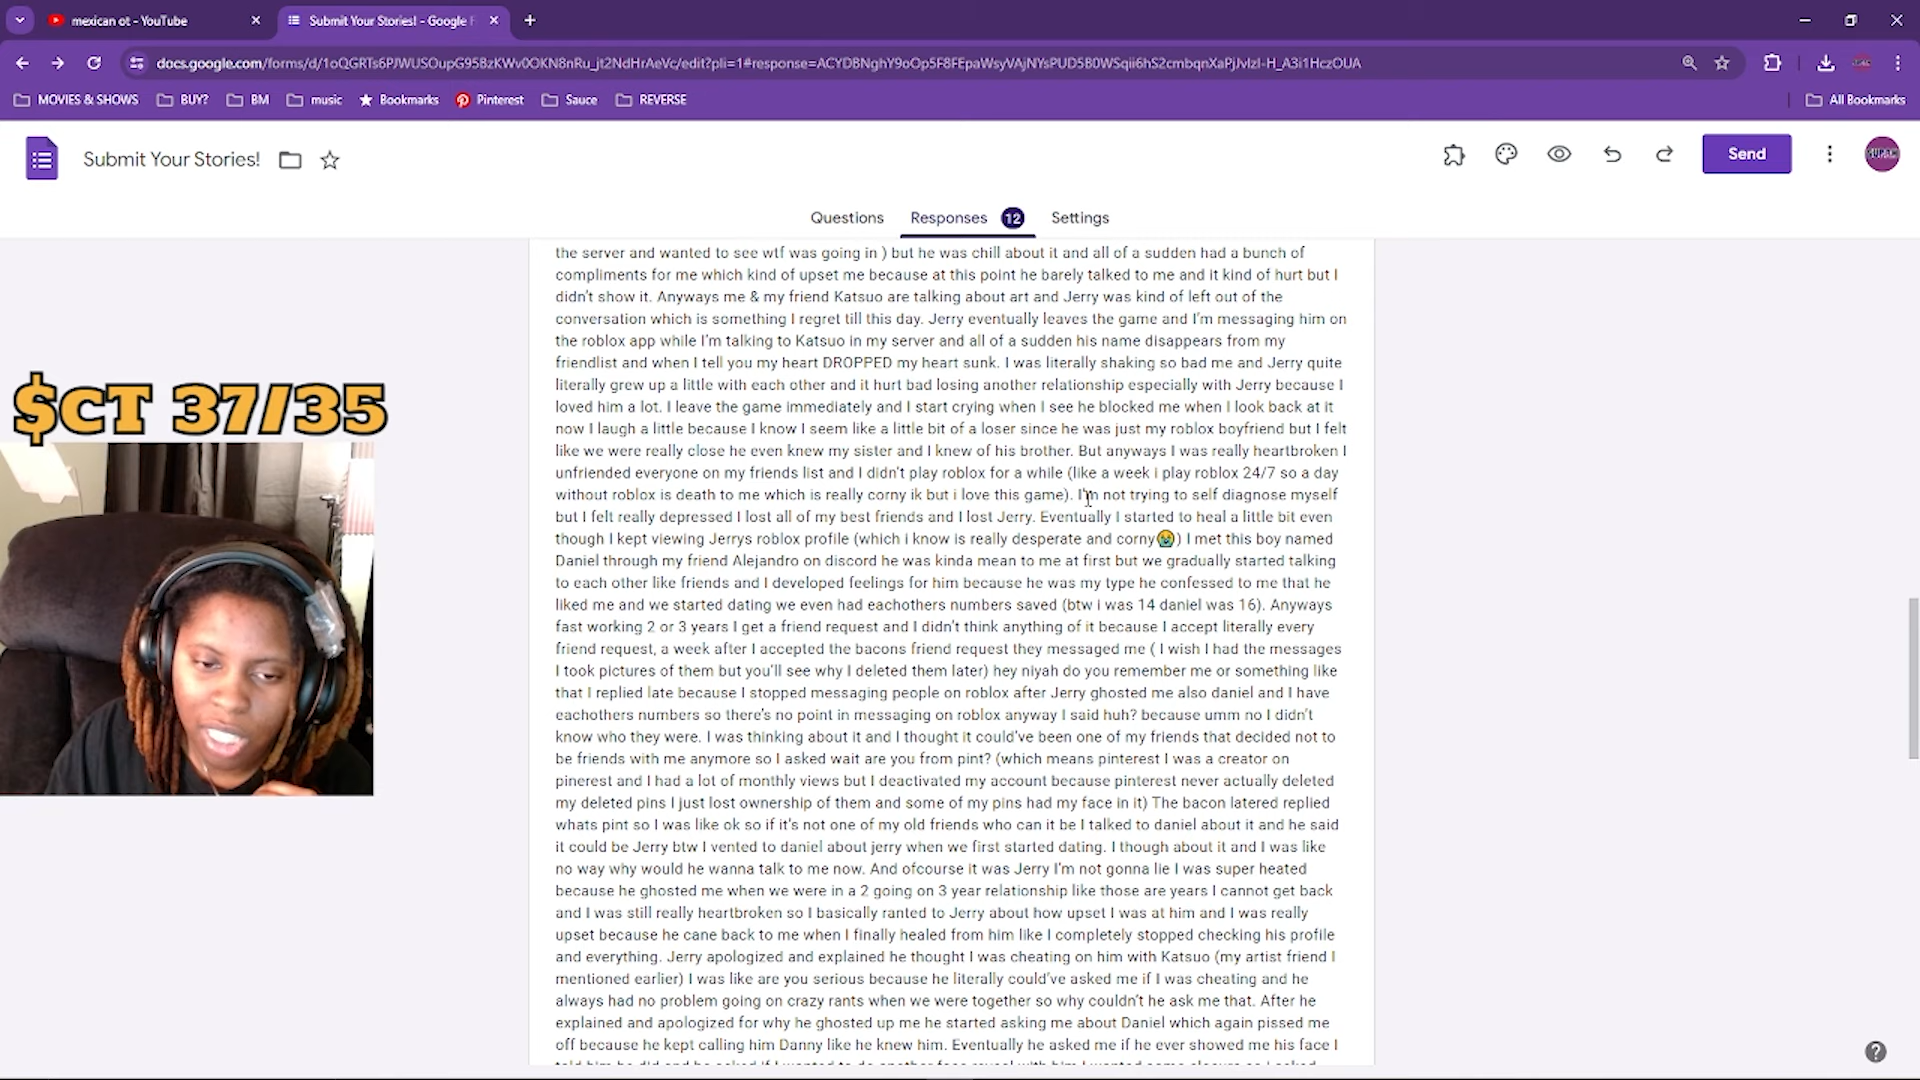 mexican ot - YouTube
Submit Your Stories! - Google F
docs.google.com/forms/d/1oQGRTs6PJWUSOupG95BzKWv0OKN8nRu_jt2NdHrAeVc/edit?pli=1#response=ACYDBNghY9oOp5F8FEpaWsyVAjNYsPUD5B0WSqii6hS2cmbqnXaPjJvIzI-H_A3i1HczOUA
MOVIES & SHOWS BUY? BM music Bookmarks Pinterest Sauce REVERSE All Bookmarks
Submit Your Stories!
Send
Questions Responses 12 Settings
the server and wanted to see wtf was going in ) but he was chill about it and all of a sudden had a bunch of
compliments for me which kind of upset me because at this point he barely talked to me and it kind of hurt but I
didn't show it. Anyways me & my friend Katsuo are talking about art and Jerry was kind of left out of the
conversation which is something I regret till this day. Jerry eventually leaves the game and I'm messaging him on
the roblox app while I'm talking to Katsuo in my server and all of a sudden his name disappears from my
friendlist and when I tell you my heart DROPPED my heart sunk. I was literally shaking so bad me and Jerry quite
literally grew up a little with each other and it hurt bad losing another relationship especially with Jerry because I
loved him a lot. I leave the game immediately and I start crying when I see he blocked me when I look back at it
now I laugh a little because I know I seem like a little bit of a loser since he was just my roblox boyfriend but I felt
like we were really close he even knew my sister and I knew of his brother. But anyways I was really heartbroken I
unfriended everyone on my friends list and I didn't play roblox for a while (like a week i play roblox 24/7 so a day
without roblox is death to me which is really corny ik but i love this game). I'm not trying to self diagnose myself
but I felt really depressed I lost all of my best friends and I lost Jerry. Eventually I started to heal a little bit even
though I kept viewing Jerrys roblox profile (which i know is really desperate and corny😭) I met this boy named
Daniel through my friend Alejandro on discord he was kinda mean to me at first but we gradually started talking
to each other like friends and I developed feelings for him because he was my type he confessed to me that he
liked me and we started dating we even had eachothers numbers saved (btw i was 14 daniel was 16). Anyways
fast working 2 or 3 years I get a friend request and I didn't think anything of it because I accept literally every
friend request, a week after I accepted the bacons friend request they messaged me ( I wish I had the messages
I took pictures of them but you'll see why I deleted them later) hey niyah do you remember me or something like
that I replied late because I stopped messaging people on roblox after Jerry ghosted me also daniel and I have
eachothers numbers so there's no point in messaging on roblox anyway I said huh? because umm no I didn't
know who they were. I was thinking about it and I thought it could've been one of my friends that decided not to
be friends with me anymore so I asked wait are you from pint? (which means pinterest I was a creator on
pinerest and I had a lot of monthly views but I deactivated my account because pinterest never actually deleted
my deleted pins I just lost ownership of them and some of my pins had my face in it) The bacon latered replied
whats pint so I was like ok so if it's not one of my old friends who can it be I talked to daniel about it and he said
it could be Jerry btw I vented to daniel about jerry when we first started dating. I though about it and I was like
no way why would he wanna talk to me now. And ofcourse it was Jerry I'm not gonna lie I was super heated
because he ghosted me when we were in a 2 going on 3 year relationship like those are years I cannot get back
and I was still really heartbroken so I basically ranted to Jerry about how upset I was at him and I was really
upset because he cane back to me when I finally healed from him like I completely stopped checking his profile
and everything. Jerry apologized and explained he thought I was cheating on him with Katsuo (my artist friend I
mentioned earlier) I was like are you serious because he literally could've asked me if I was cheating and he
always had no problem going on crazy rants when we were together so why couldn't he ask me that. After he
explained and apologized for why he ghosted up me he started asking me about Daniel which again pissed me
off because he kept calling him Danny like he knew him. Eventually he asked me if he ever showed me his face I
$CT 37/35